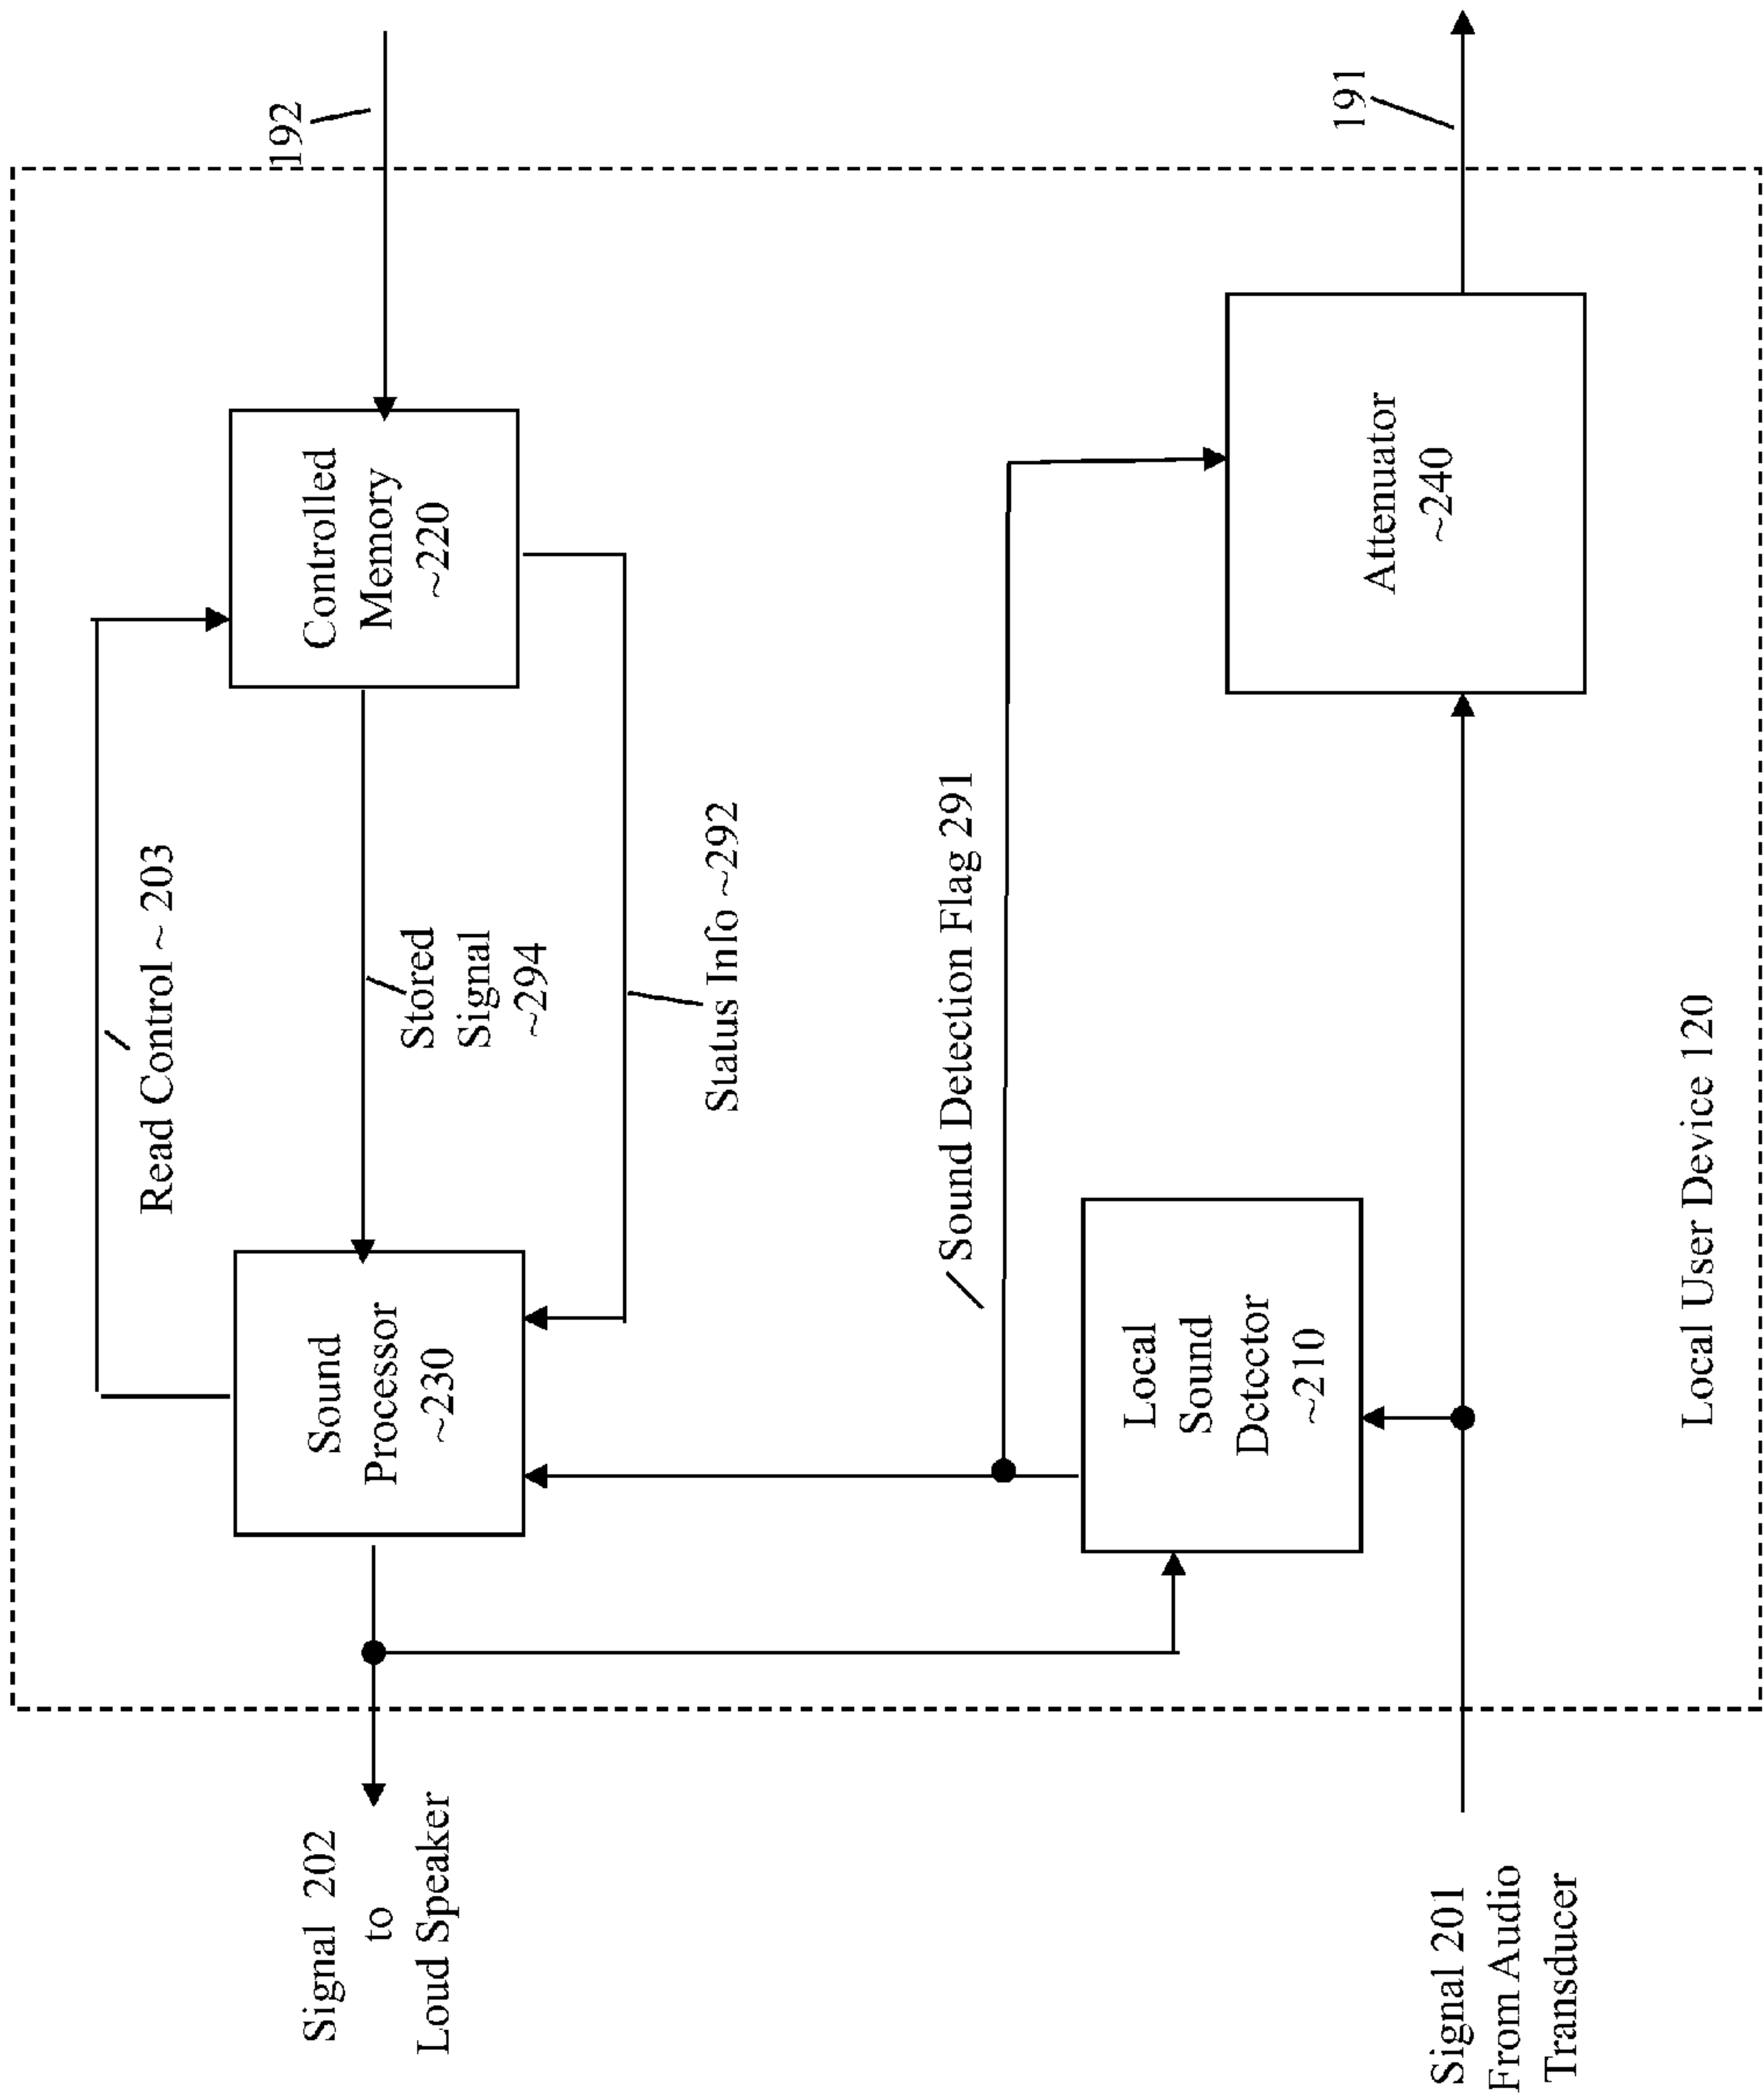 Read Control ~ 203
192
Signal 202
to
Loud Speaker
Sound
Processor
~230
Controlled
Memory
~220
Stored
Signal
~294
Status Info ~292
Sound Detection Flag 291
Local
Sound
Detector
~210
191
Attenuator
~240
Signal 201
From Audio
Transducer
Local User Device 120